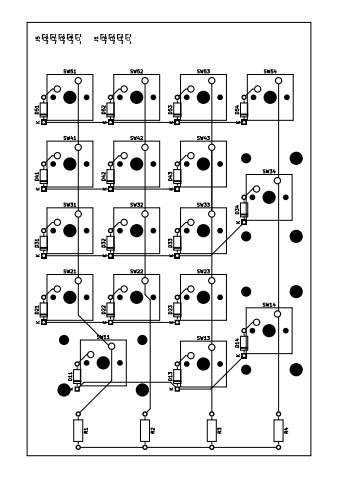 J5
J1
SW51 SW52 SW53 SW54
D51 D52 D53 D54
K K K K
SW41 SW42 SW43
D41 D42 D43
K K K
SW34
D34
K
SW31 SW32 SW33
D31 D32 D33
K K K
SW21 SW22 SW23
D21 D22 D23
K K K
SW14
D14
K
SW11 SW13
D11 D13
K K
R1 R2 R3 R4